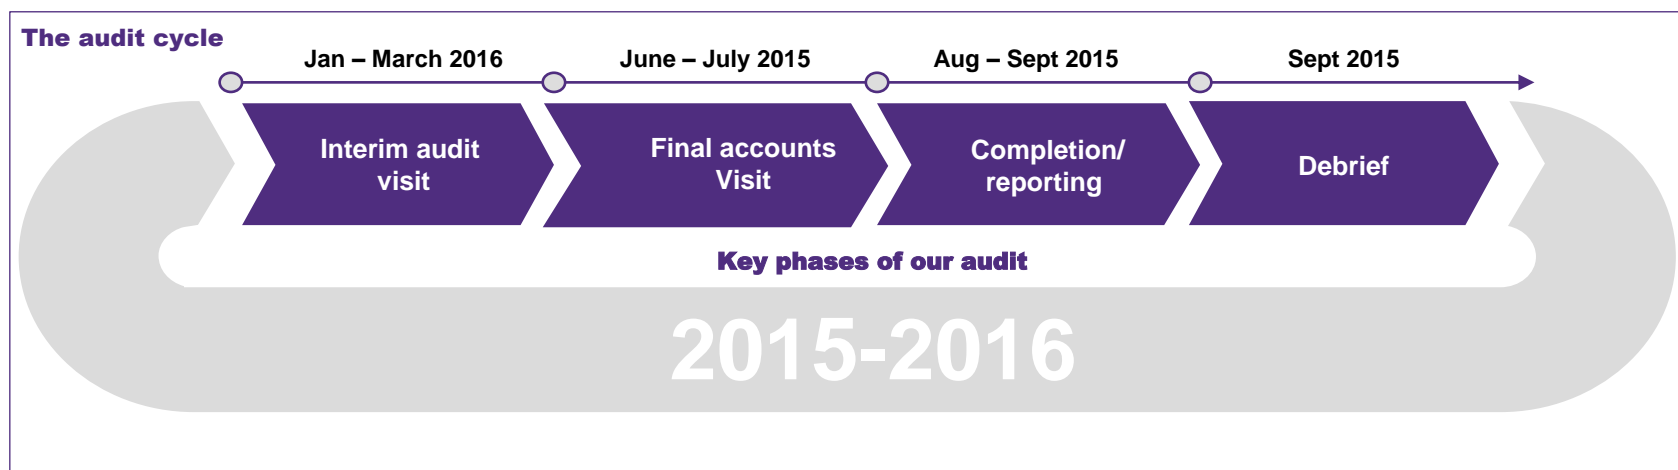 The audit cycle
Jan – March 2016
June – July 2015
Aug – Sept 2015
Sept 2015
Interim audit
visit
Final accounts
Visit
Completion/
reporting
Debrief
Key phases of our audit
2015-2016